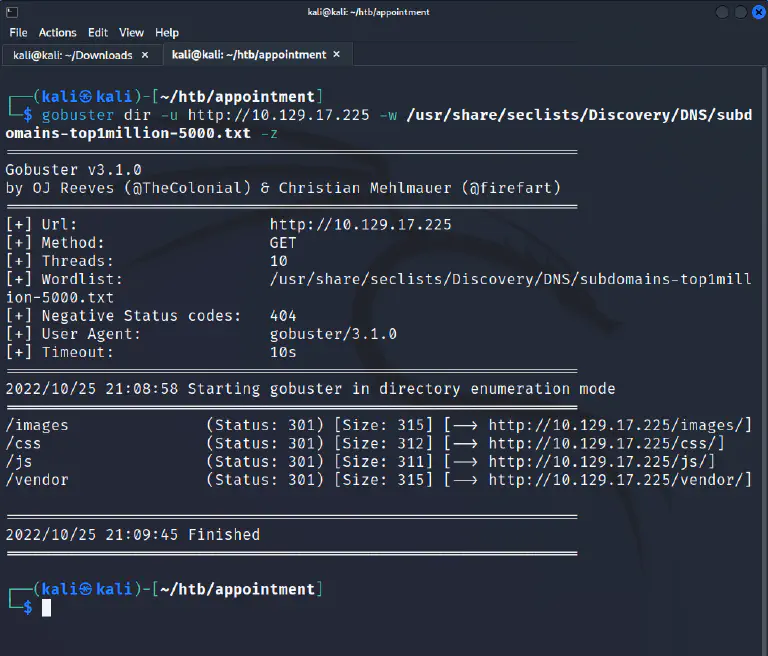 kali@kali: ~/htb/appointment
File Actions Edit View Help
kali@kali: ~/Downloads × kali@kali: ~/htb/appointment ×
┌──(kali㉿kali)-[~/htb/appointment]
└─$ gobuster dir -u http://10.129.17.225 -w /usr/share/seclists/Discovery/DNS/subd
omains-top1million-5000.txt -z
===============================================================
Gobuster v3.1.0
by OJ Reeves (@TheColonial) & Christian Mehlmauer (@firefart)
===============================================================
[+] Url: http://10.129.17.225
[+] Method: GET
[+] Threads: 10
[+] Wordlist: /usr/share/seclists/Discovery/DNS/subdomains-top1mill
ion-5000.txt
[+] Negative Status codes: 404
[+] User Agent: gobuster/3.1.0
[+] Timeout: 10s
===============================================================
2022/10/25 21:08:58 Starting gobuster in directory enumeration mode
===============================================================
/images (Status: 301) [Size: 315] [--> http://10.129.17.225/images/]
/css (Status: 301) [Size: 312] [--> http://10.129.17.225/css/]
/js (Status: 301) [Size: 311] [--> http://10.129.17.225/js/]
/vendor (Status: 301) [Size: 315] [--> http://10.129.17.225/vendor/]
===============================================================
2022/10/25 21:09:45 Finished
===============================================================
┌──(kali㉿kali)-[~/htb/appointment]
└─$